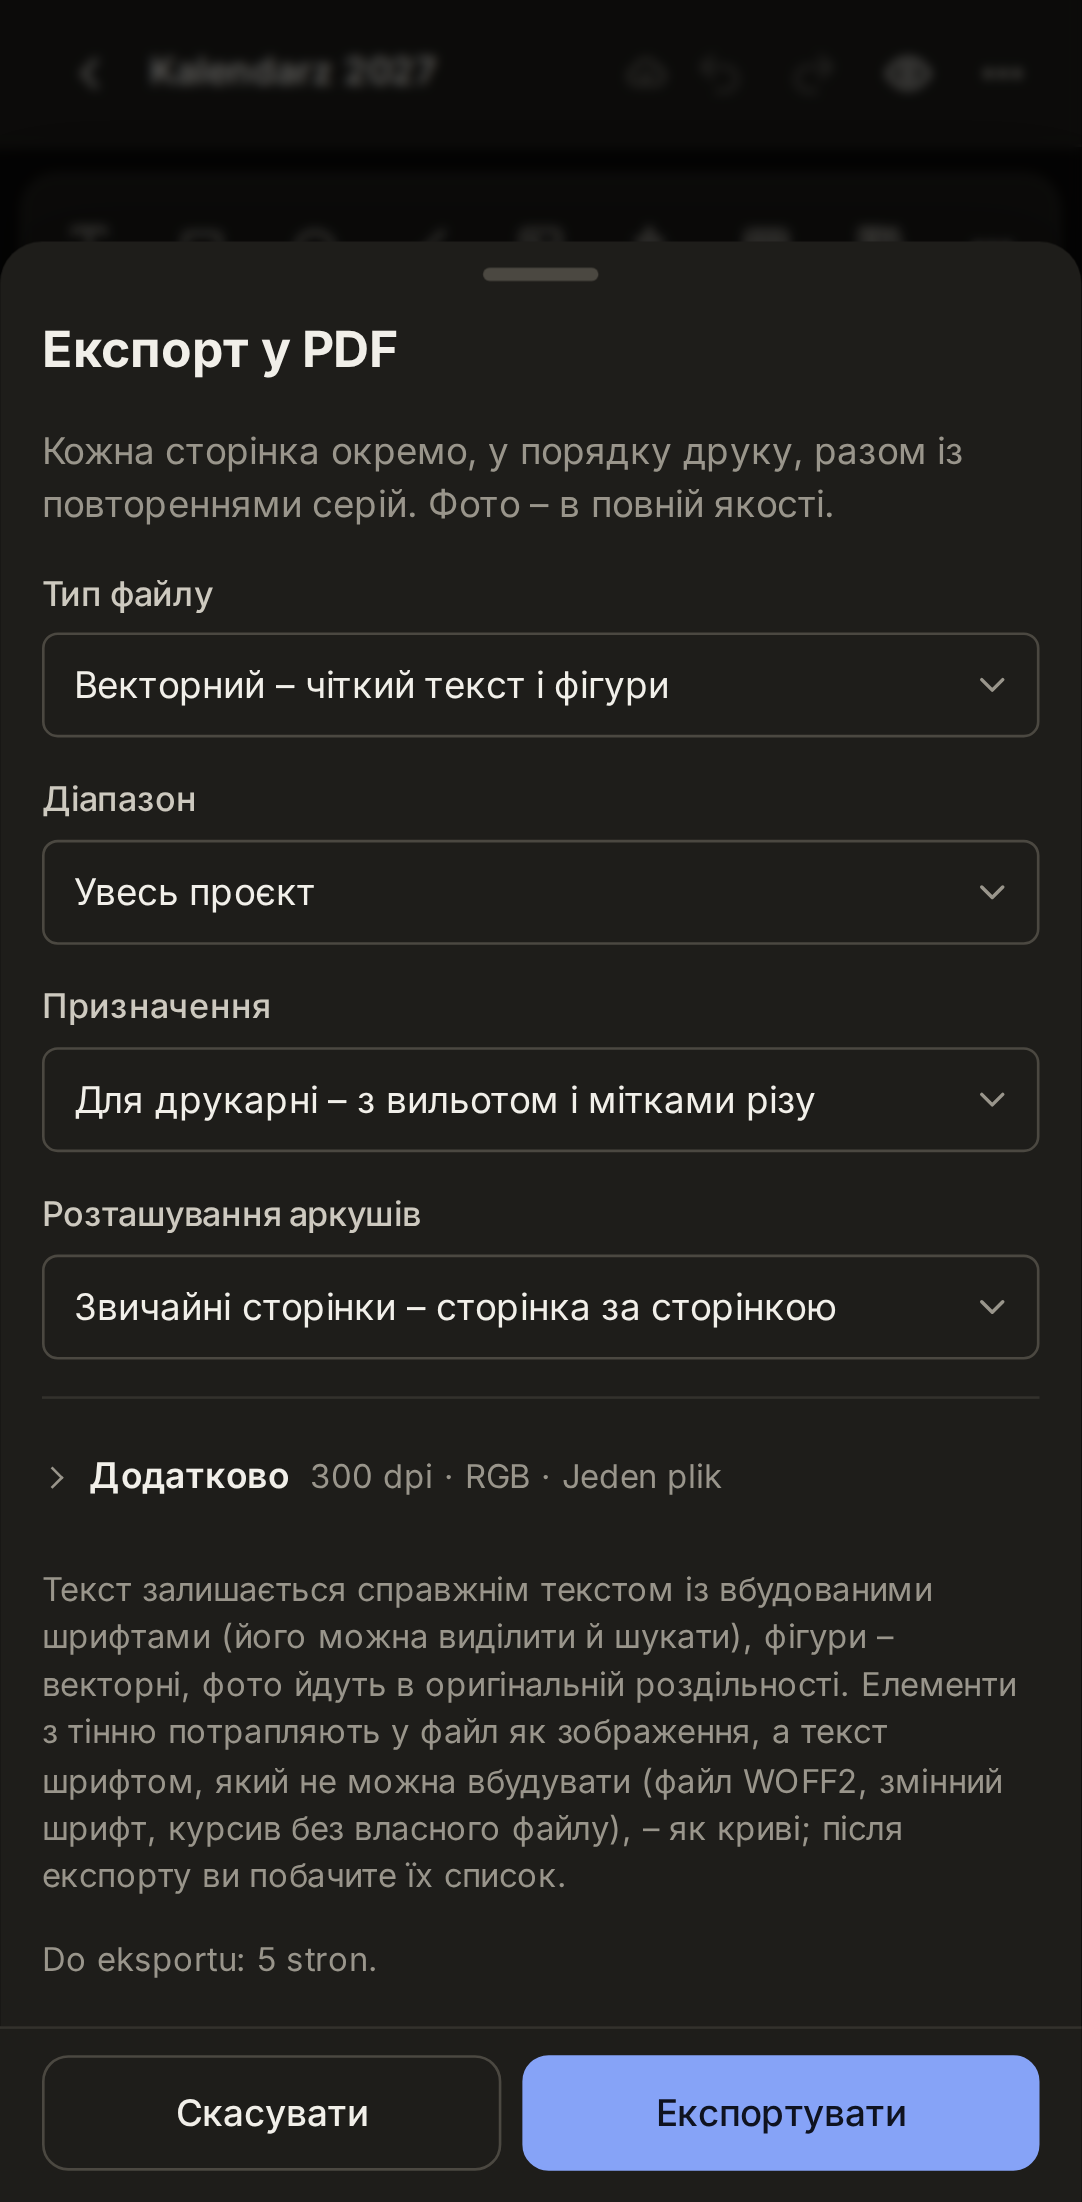 Kalendarz 2027
Експорт у PDF
Кожна сторінка окремо, у порядку друку, разом із
повтореннями серій. Фото – в повній якості.
Тип файлу
Векторний – чіткий текст і фігури
Діапазон
Увесь проєкт
Призначення
Для друкарні – з вильотом і мітками різу
Розташування аркушів
Звичайні сторінки – сторінка за сторінкою
Додатково 300 dpi · RGB · Jeden plik
Текст залишається справжнім текстом із вбудованими
шрифтами (його можна виділити й шукати), фігури –
векторні, фото йдуть в оригінальній роздільності. Елементи
з тінню потрапляють у файл як зображення, а текст
шрифтом, який не можна вбудувати (файл WOFF2, змінний
шрифт, курсив без власного файлу), – як криві; після
експорту ви побачите їх список.
Do eksportu: 5 stron.
Скасувати Експортувати